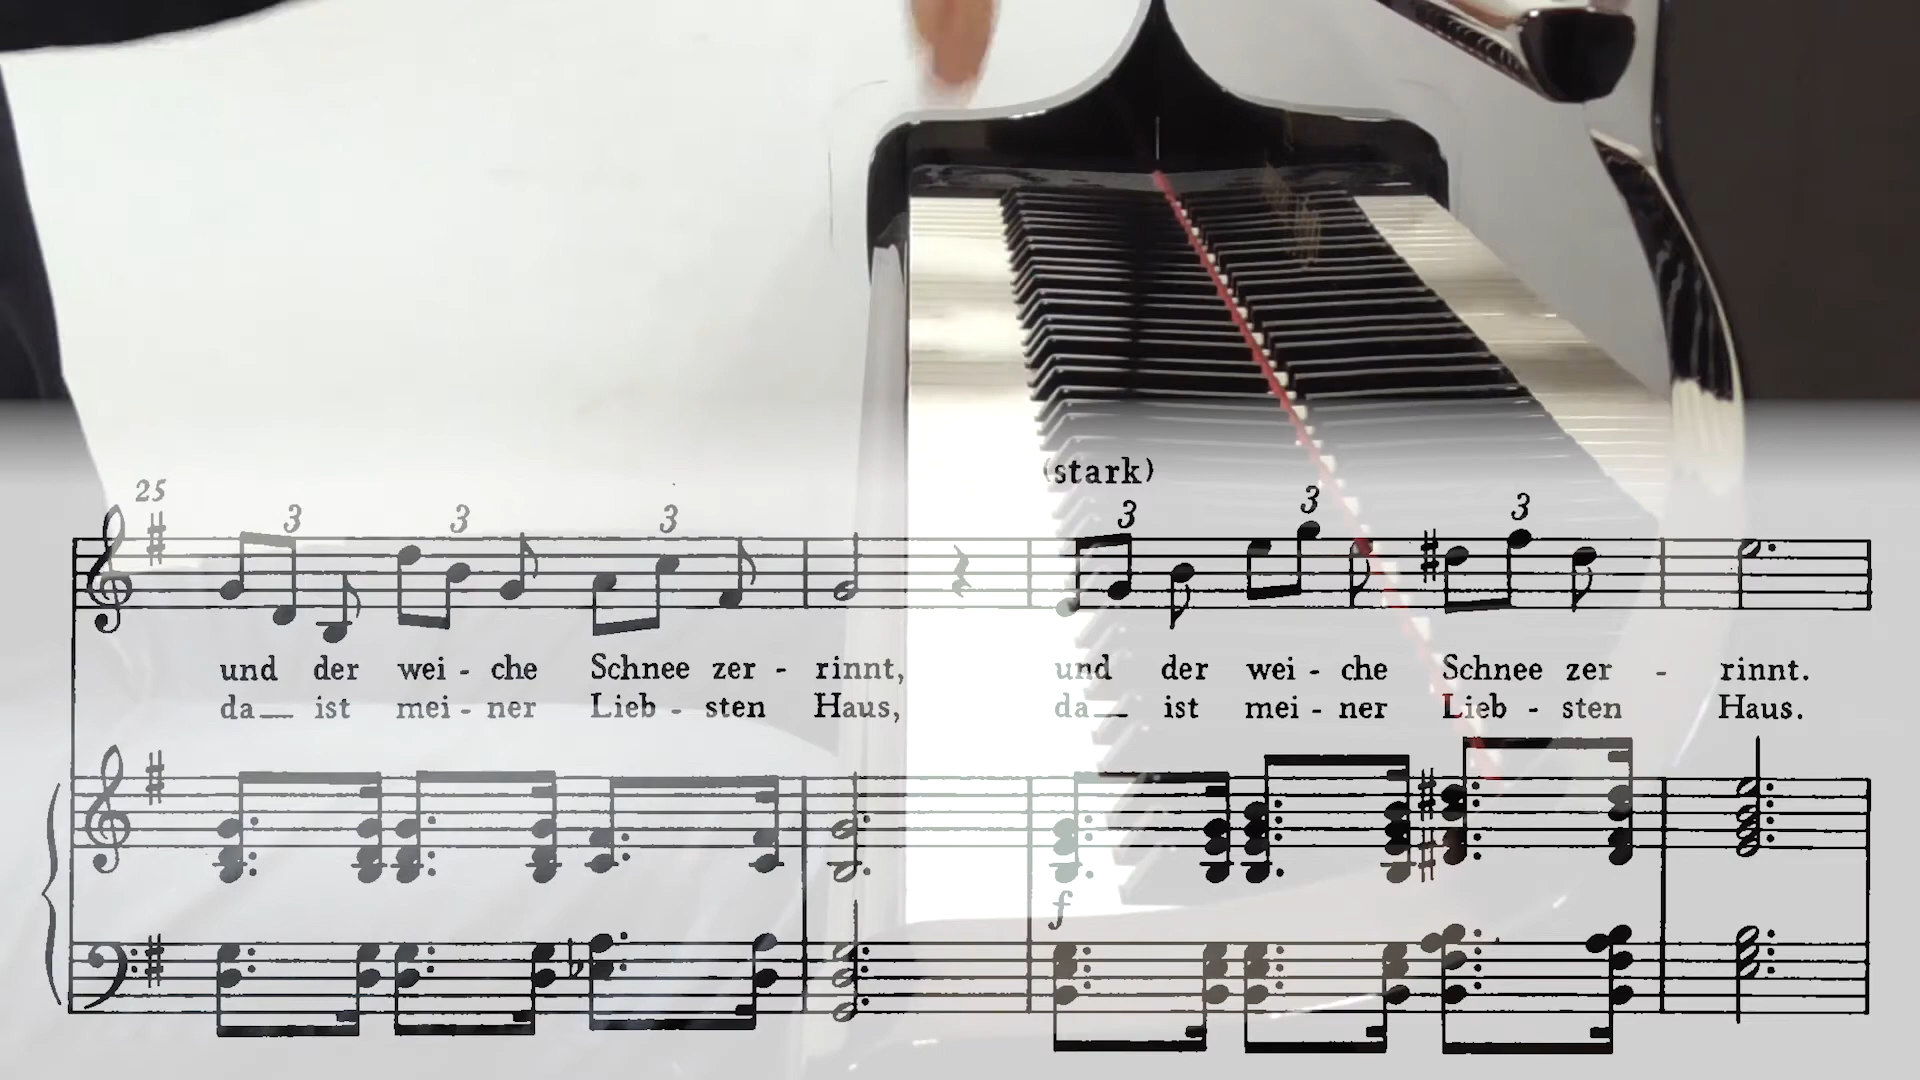 (stark)
25 3 3 3 3 3 3
und der wei - che Schnee zer - rinnt, und der wei - che Schnee zer - rinnt.
da ist mei - ner Lieb - sten Haus, da ist mei - ner Lieb - sten Haus.
f